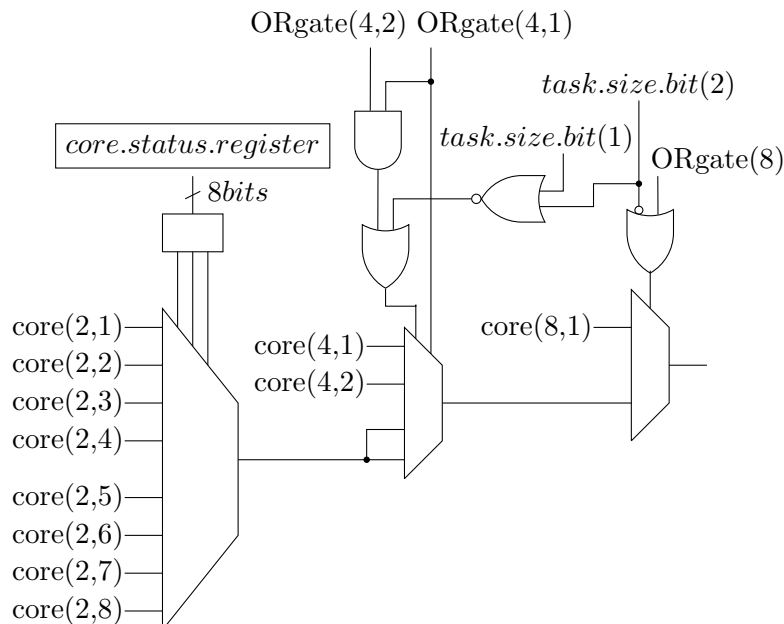 ORgate(4,2) ORgate(4,1)
task.size.bit(2)
core.status.register
task.size.bit(1)
ORgate(8)
8bits
core(2,1)
core(8,1)
core(4,1)
core(2,2)
core(4,2)
core(2,3)
core(2,4)
core(2,5)
core(2,6)
core(2,7)
core(2,8)